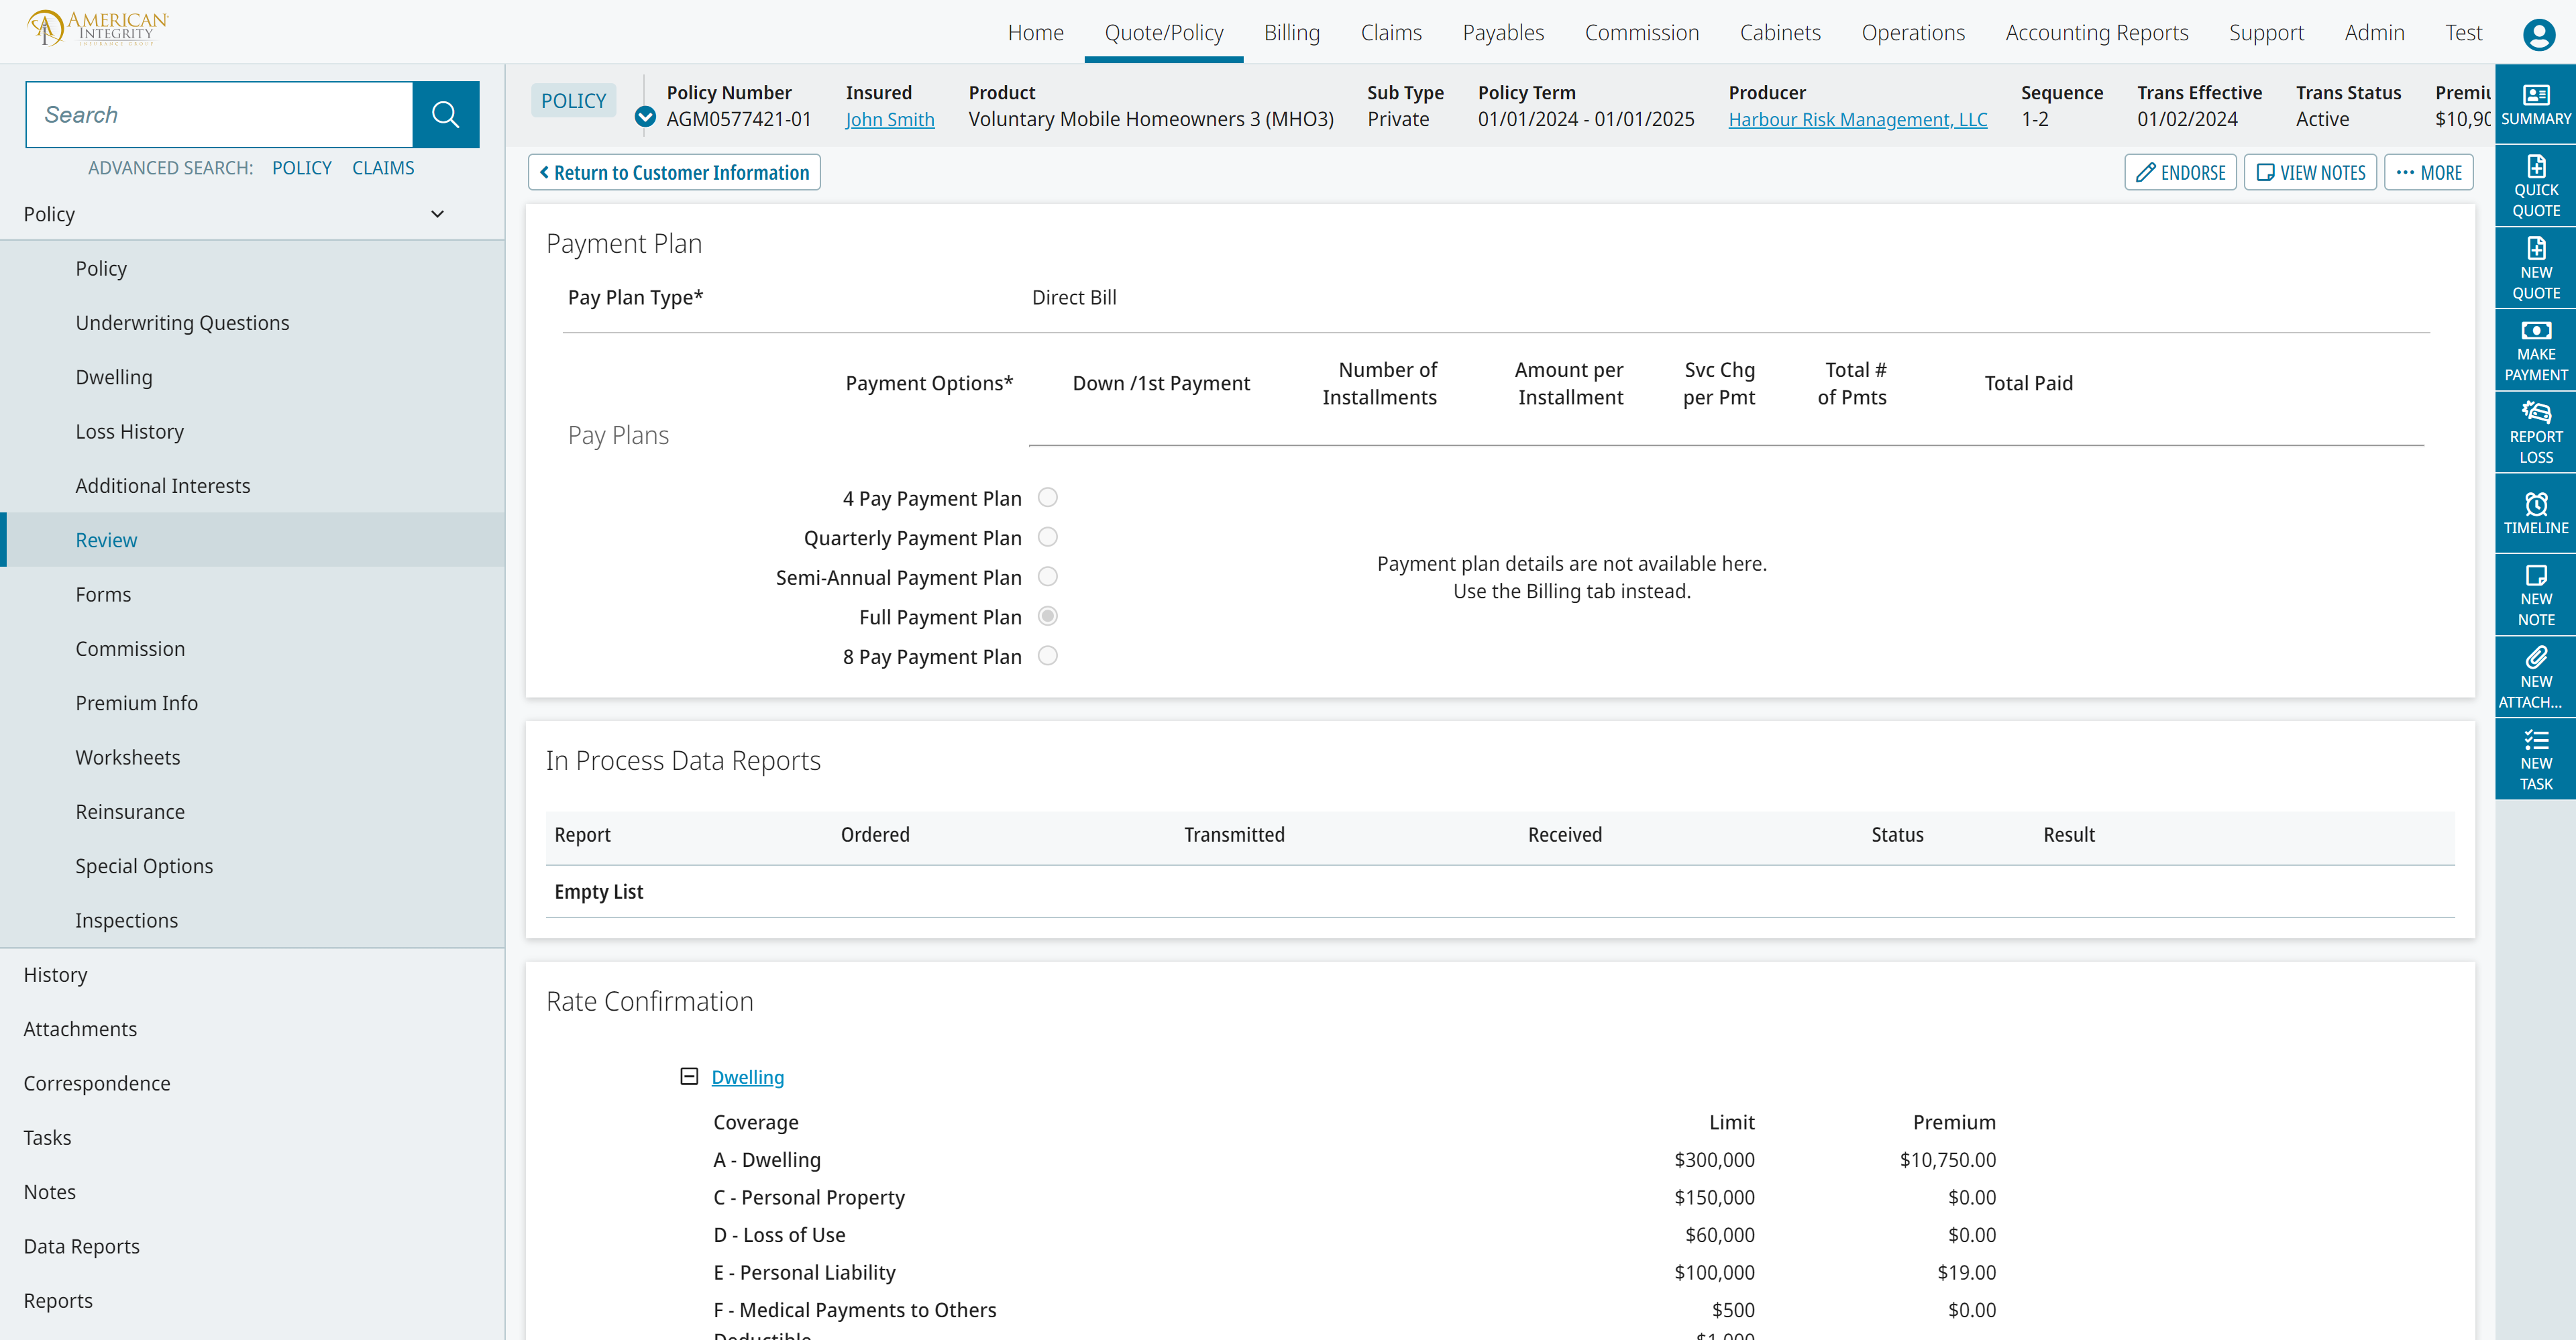 AMERICAN
INTEGRITY
INSURANCE GROUP
Home Quote/Policy Billing Claims Payables Commission Cabinets Operations Accounting Reports Support Admin Test
Search
ADVANCED SEARCH: POLICY CLAIMS
Policy
Policy
Underwriting Questions
Dwelling
Loss History
Additional Interests
Review
Forms
Commission
Premium Info
Worksheets
Reinsurance
Special Options
Inspections
History
Attachments
Correspondence
Tasks
Notes
Data Reports
Reports
POLICY
Policy Number Insured Product Sub Type Policy Term Producer Sequence Trans Effective Trans Status
AGM0577421-01 John Smith Voluntary Mobile Homeowners 3 (MHO3) Private 01/01/2024 - 01/01/2025 Harbour Risk Management, LLC 1-2 01/02/2024 Active
Return to Customer Information
ENDORSE VIEW NOTES MORE
Payment Plan
Pay Plan Type* Direct Bill
Payment Options* Down /1st Payment Number of Installments Amount per Installment Svc Chg per Pmt Total # of Pmts Total Paid
Pay Plans
4 Pay Payment Plan
Quarterly Payment Plan
Semi-Annual Payment Plan
Full Payment Plan
8 Pay Payment Plan
Payment plan details are not available here.
Use the Billing tab instead.
In Process Data Reports
Report Ordered Transmitted Received Status Result
Empty List
Rate Confirmation
Dwelling
Coverage Limit Premium
A - Dwelling $300,000 $10,750.00
C - Personal Property $150,000 $0.00
D - Loss of Use $60,000 $0.00
E - Personal Liability $100,000 $19.00
F - Medical Payments to Others $500 $0.00
SUMMARY
QUICK
QUOTE
NEW
QUOTE
MAKE
PAYMENT
REPORT
LOSS
TIMELINE
NEW
NOTE
NEW
ATTACH...
NEW
TASK